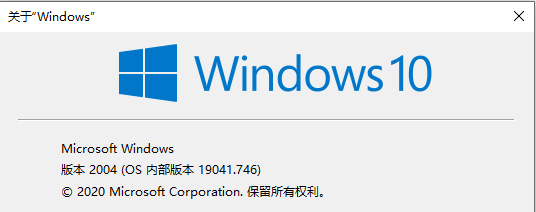 关于"Windows"
Windows 10
Microsoft Windows
版本 2004 (OS 内部版本 19041.746)
© 2020 Microsoft Corporation. 保留所有权利。